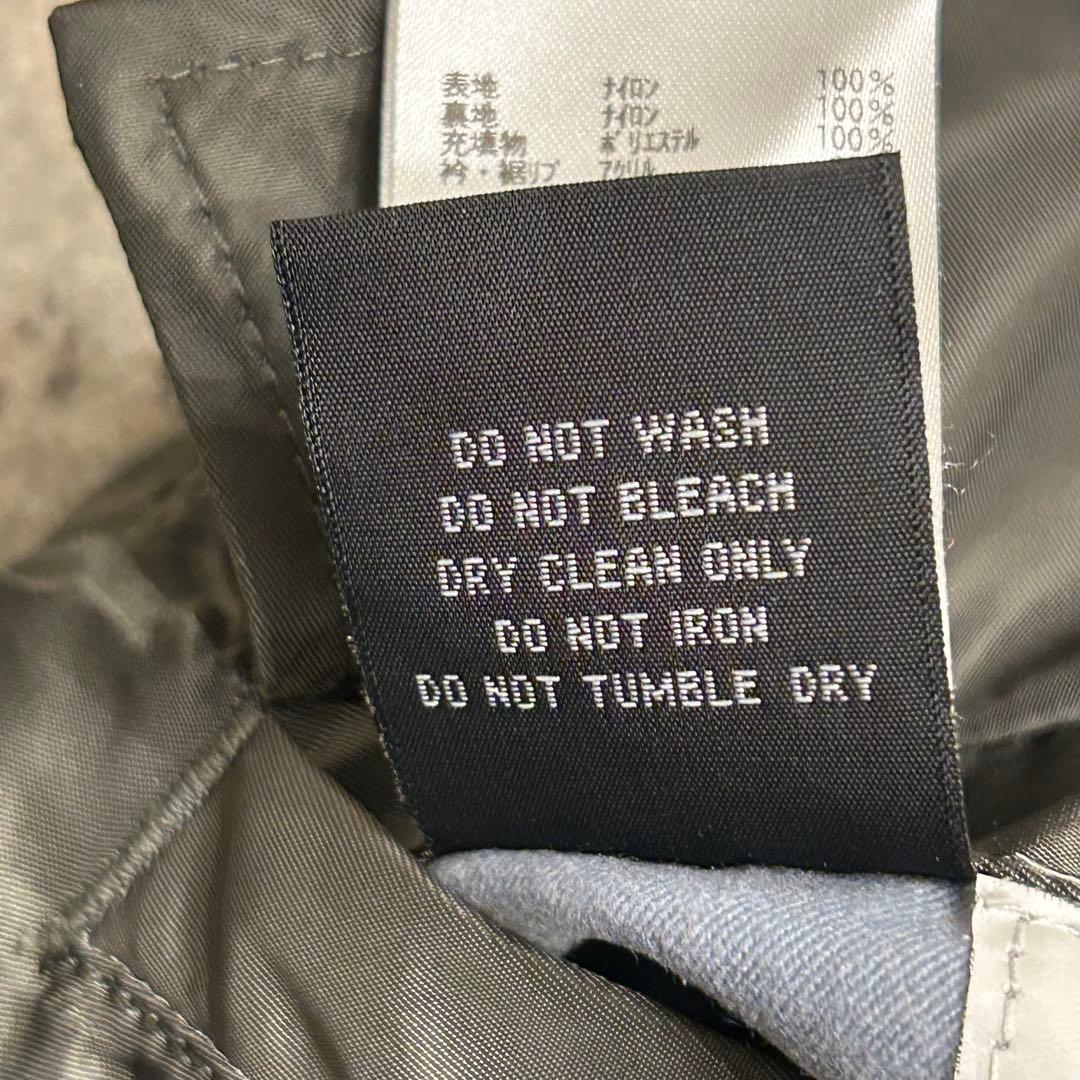 表地 ナイロン 100%
裏地 ナイロン 100%
充填物 ポリエステル 100%
衿・裾リブ アクリル
DO NOT WASH
DO NOT BLEACH
DRY CLEAN ONLY
DO NOT IRON
DO NOT TUMBLE DRY